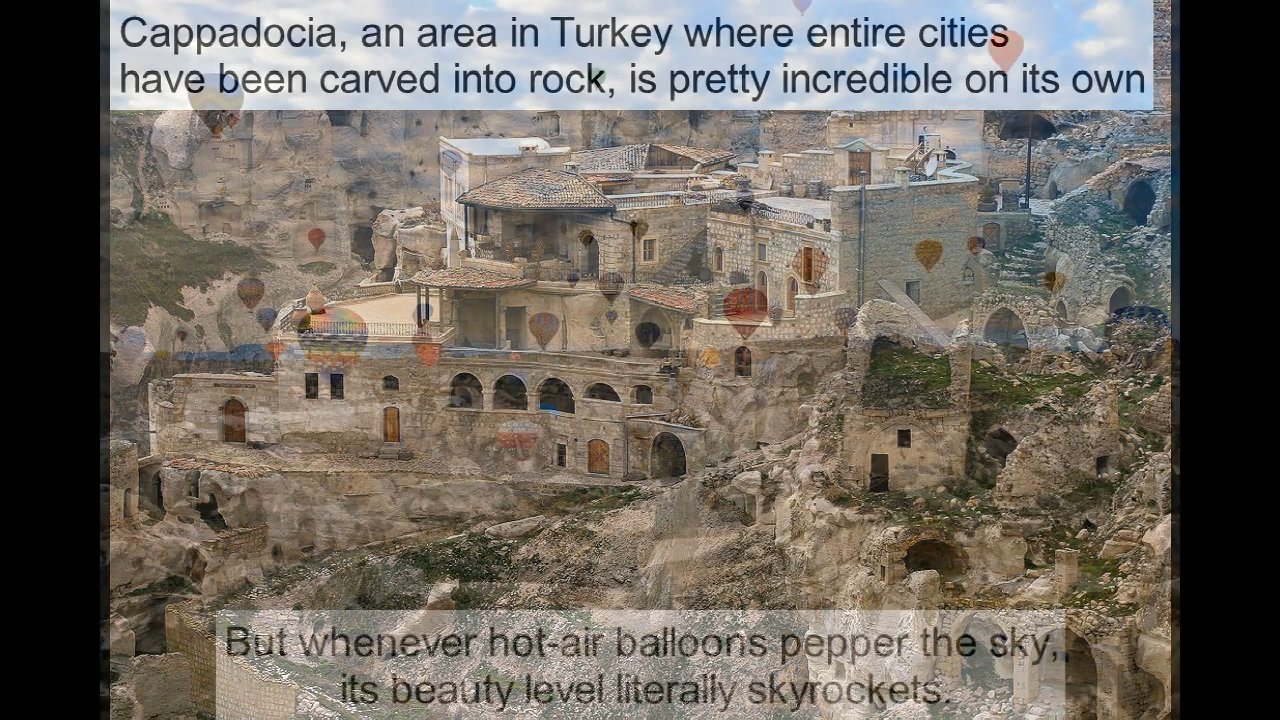 Cappadocia, an area in Turkey where entire cities
have been carved into rock, is pretty incredible on its own
But whenever hot-air balloons pepper the sky,
its beauty level literally skyrockets.